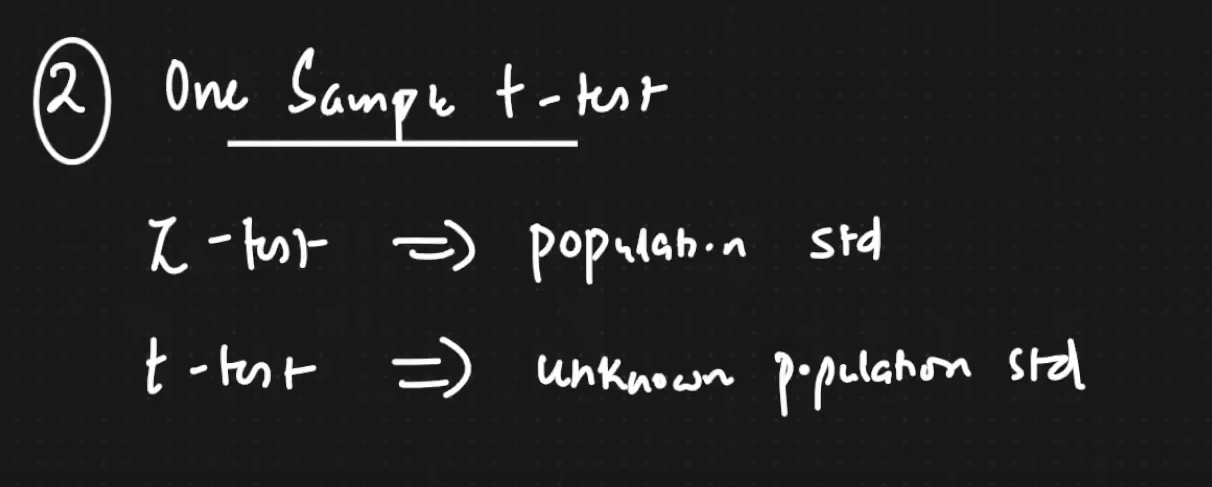 2 One Sample t-test
Z-test => population std
t-test => unknown population std